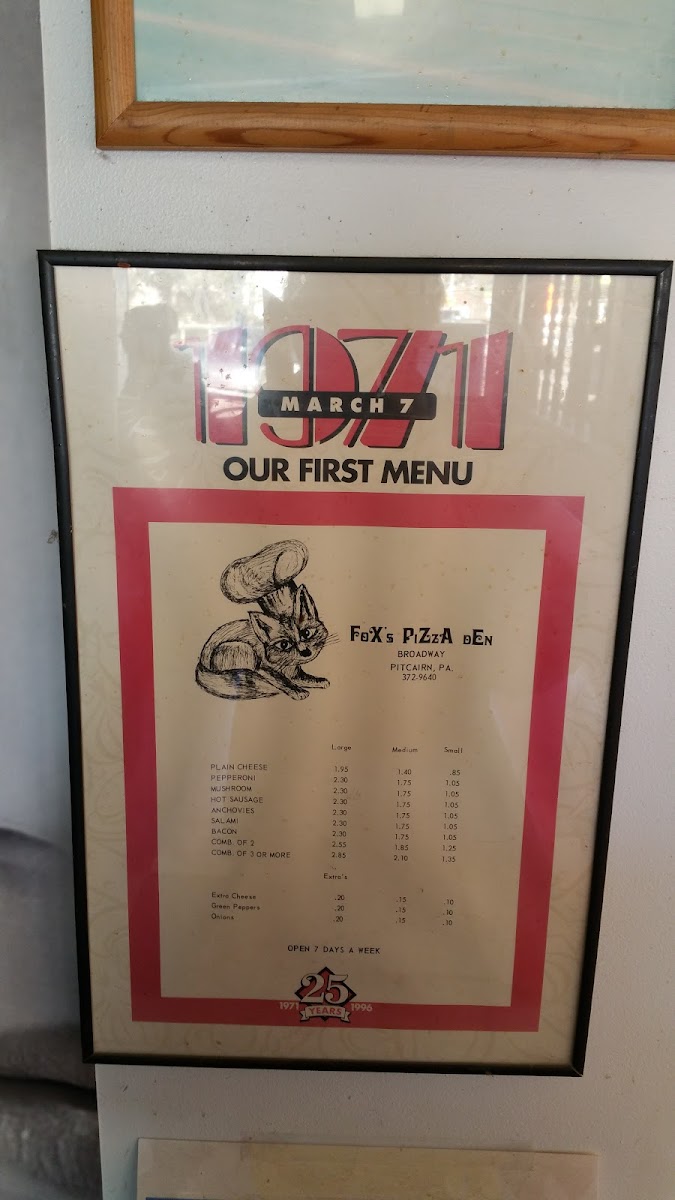 1971
MARCH 7
OUR FIRST MENU
FOX's PiZzA DEn
BROADWAY
PITCAIRN, PA.
372-9640
Large Medium Small
PLAIN CHEESE 1.95 1.40 .85
PEPPERONI 2.30 1.75 1.05
MUSHROOM 2.30 1.75 1.05
HOT SAUSAGE 2.30 1.75 1.05
ANCHOVIES 2.30 1.75 1.05
SALAMI 2.30 1.75 1.05
BACON 2.30 1.75 1.05
COMB. OF 2 2.55 1.85 1.25
COMB. OF 3 OR MORE 2.85 2.10 1.35
Extra's
Extra Cheese .20 .15 .10
Green Peppers .20 .15 .10
Onions .20 .15 .10
OPEN 7 DAYS A WEEK
25
1971 YEARS 1996